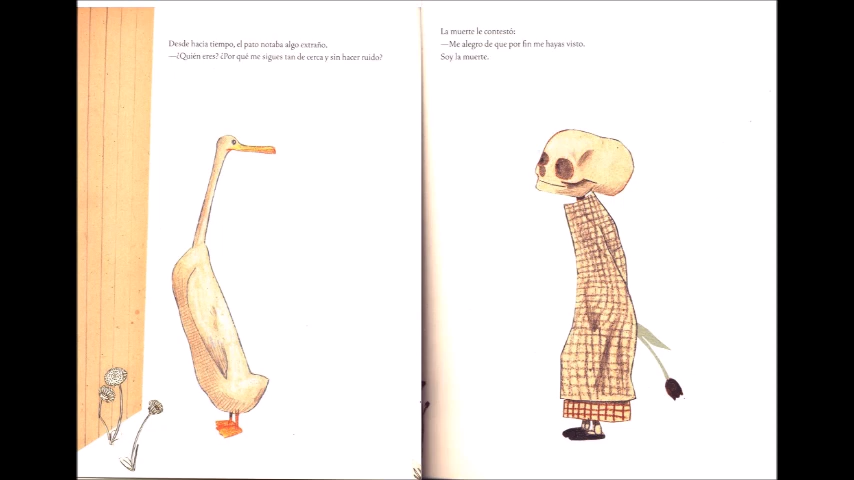 Desde hacía tiempo, el pato notaba algo extraño.
—¿Quién eres? ¿Por qué me sigues tan de cerca y sin hacer ruido?
La muerte le contestó:
—Me alegro de que por fin me hayas visto.
Soy la muerte.